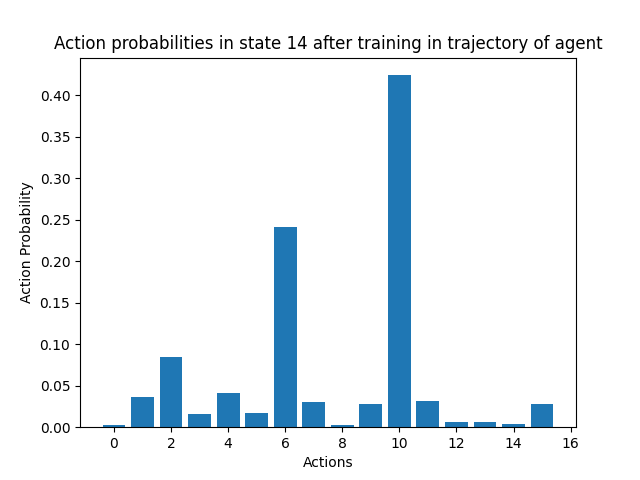 Action probabilities in state 14 after training in trajectory of agent
0.40
0.35
0.30
0.25
0.20
0.15
0.10
0.05
0.00
Action Probability
0 2 4 6 8 10 12 14 16
Actions